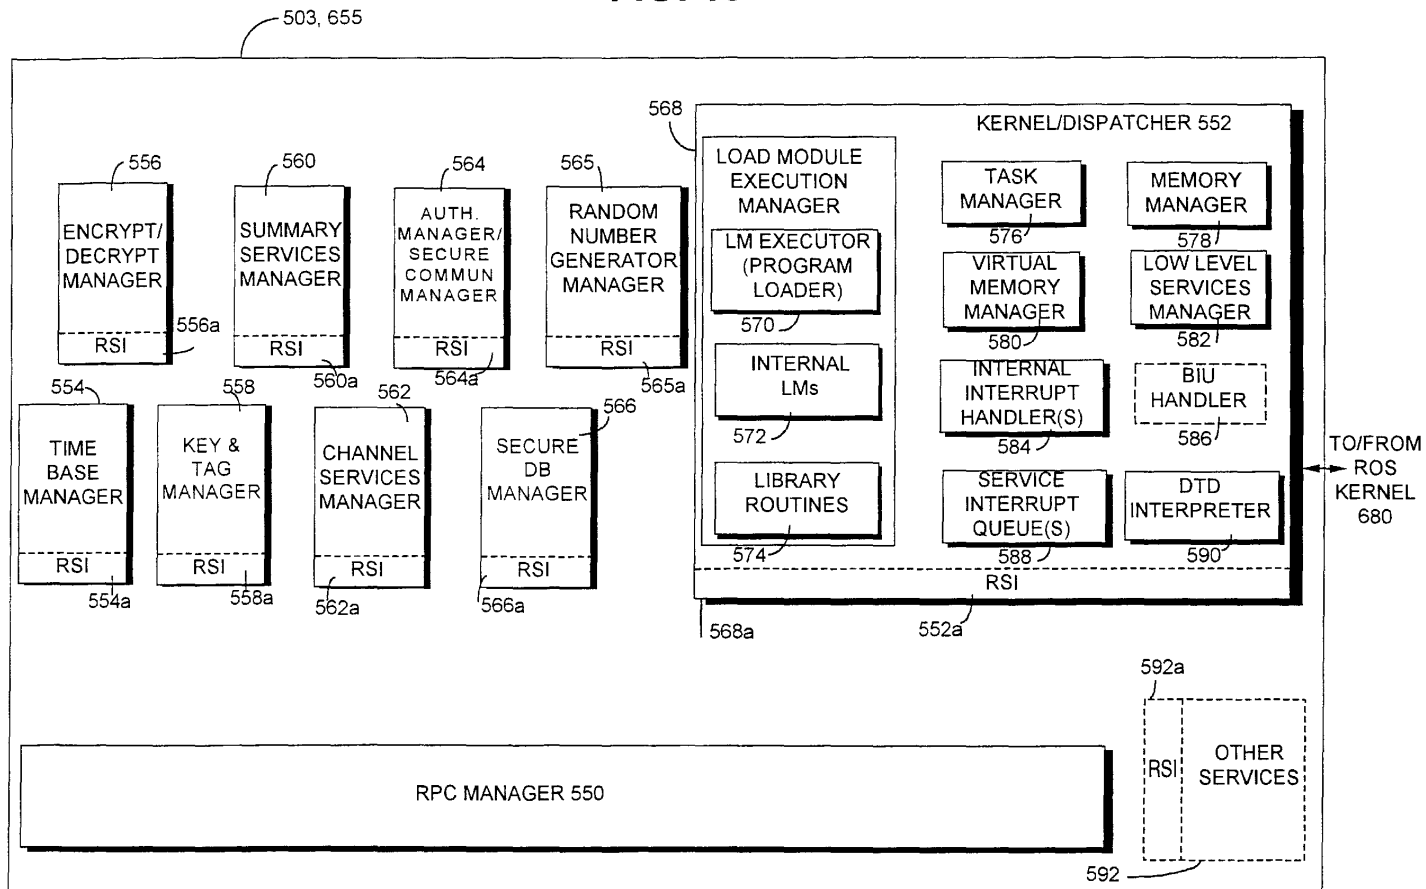 503, 655
568
KERNEL/DISPATCHER 552
556
560
564
565
ENCRYPT/
DECRYPT
MANAGER
RSI
556a
SUMMARY
SERVICES
MANAGER
RSI
560a
AUTH.
MANAGER/
SECURE
COMMUN
MANAGER
RSI
564a
RANDOM
NUMBER
GENERATOR
MANAGER
RSI
565a
LOAD MODULE
EXECUTION
MANAGER
LM EXECUTOR
(PROGRAM
LOADER)
570
INTERNAL
LMs
572
LIBRARY
ROUTINES
574
TASK
MANAGER
576
MEMORY
MANAGER
578
VIRTUAL
MEMORY
MANAGER
580
LOW LEVEL
SERVICES
MANAGER
582
INTERNAL
INTERRUPT
HANDLER(S)
584
BIU
HANDLER
586
SERVICE
INTERRUPT
QUEUE(S)
588
DTD
INTERPRETER
590
RSI
568a
552a
TO/FROM
ROS
KERNEL
680
554
TIME
BASE
MANAGER
RSI
554a
558
KEY &
TAG
MANAGER
RSI
558a
562
CHANNEL
SERVICES
MANAGER
RSI
562a
566
SECURE
DB
MANAGER
RSI
566a
592a
RSI
OTHER
SERVICES
592
RPC MANAGER 550